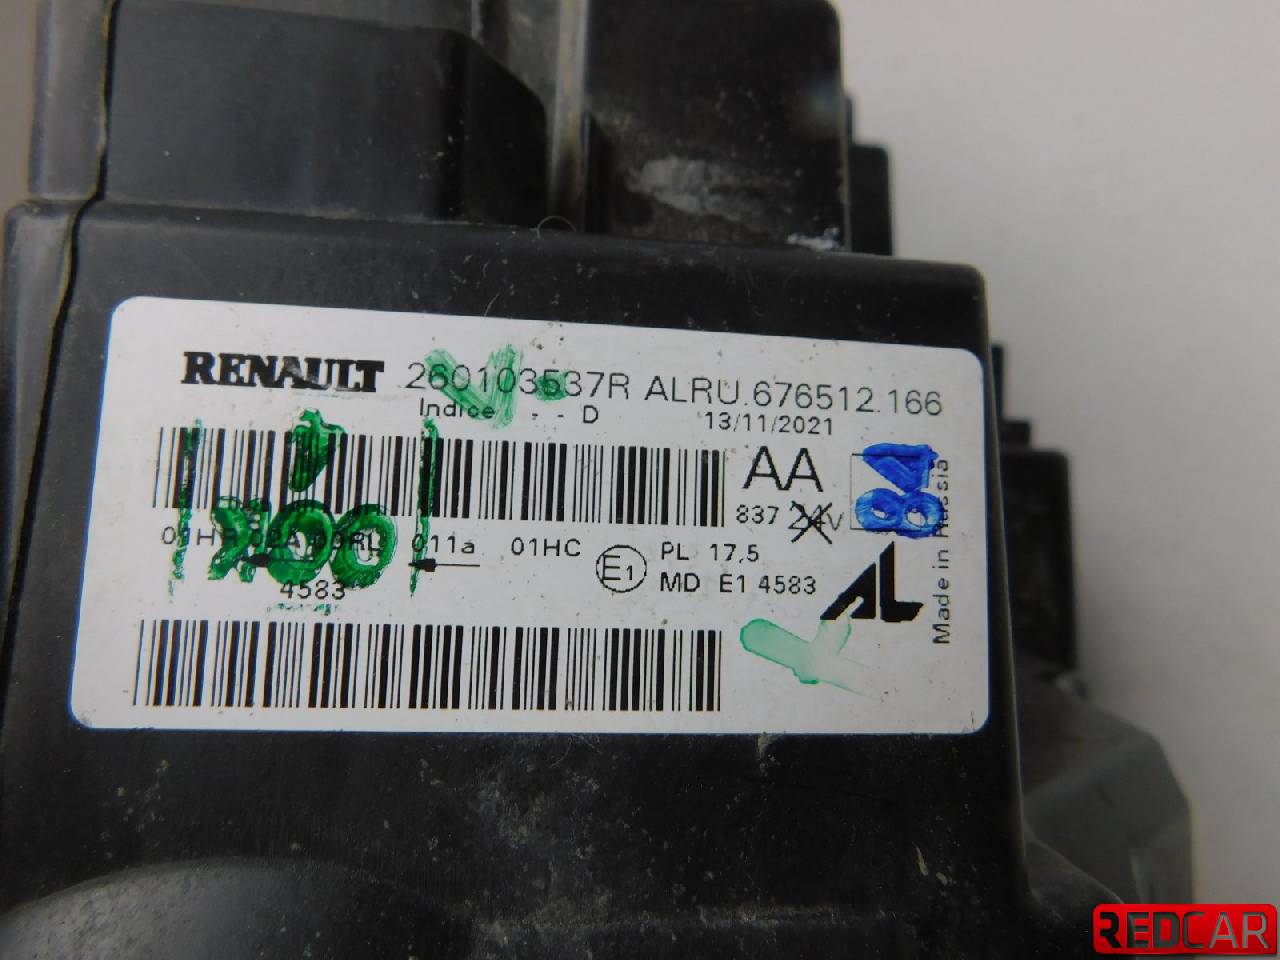 RENAULT 260103537R ALRU.676512.166
Indice - - D 13/11/2021
AA
84
837 24V
011a 01HC
E1
PL 17,5
4583
MD E1 4583
AL
Made in Russia
REDCAR